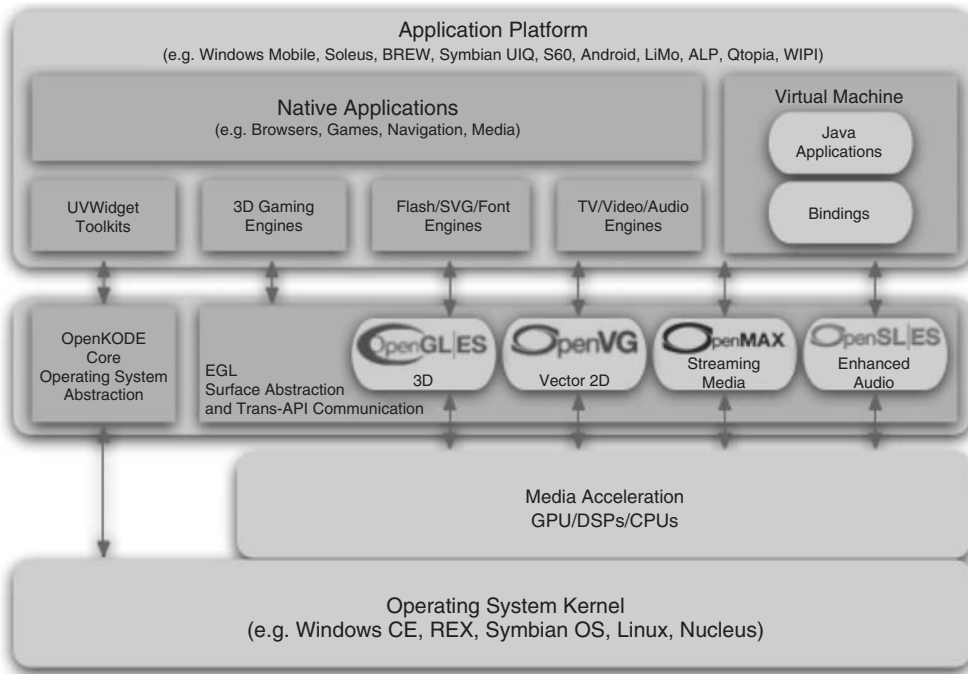 Application Platform
(e.g. Windows Mobile, Soleus, BREW, Symbian UIQ, S60, Android, LiMo, ALP, Qtopia, WIPI)
Native Applications
(e.g. Browsers, Games, Navigation, Media)
Virtual Machine
Java
Applications
Bindings
UVWidget
Toolkits
3D Gaming
Engines
Flash/SVG/Font
Engines
TV/Video/Audio
Engines
OpenKODE
Core
Operating System
Abstraction
EGL
Surface Abstraction
and Trans-API Communication
OpenGL|ES
3D
OpenVG
Vector 2D
OpenMAX
Streaming
Media
OpenSL|ES
Enhanced
Audio
Media Acceleration
GPU/DSPs/CPUs
Operating System Kernel
(e.g. Windows CE, REX, Symbian OS, Linux, Nucleus)